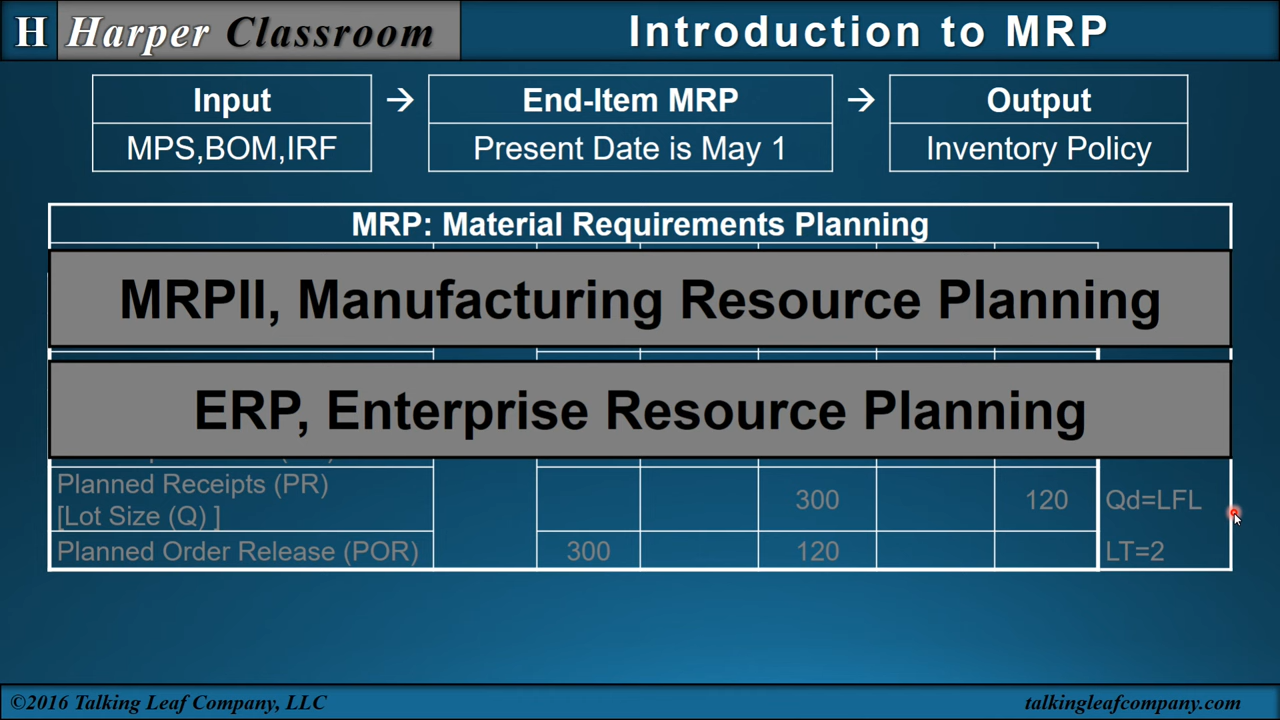 H Harper Classroom
Introduction to MRP
Input → End-Item MRP → Output
MPS,BOM,IRF Present Date is May 1 Inventory Policy
MRP: Material Requirements Planning
MRPII, Manufacturing Resource Planning
ERP, Enterprise Resource Planning
Planned Receipts (PR)
[Lot Size (Q) ]
300 120 Qd=LFL
Planned Order Release (POR) 300 120 LT=2
©2016 Talking Leaf Company, LLC
talkingleafcompany.com